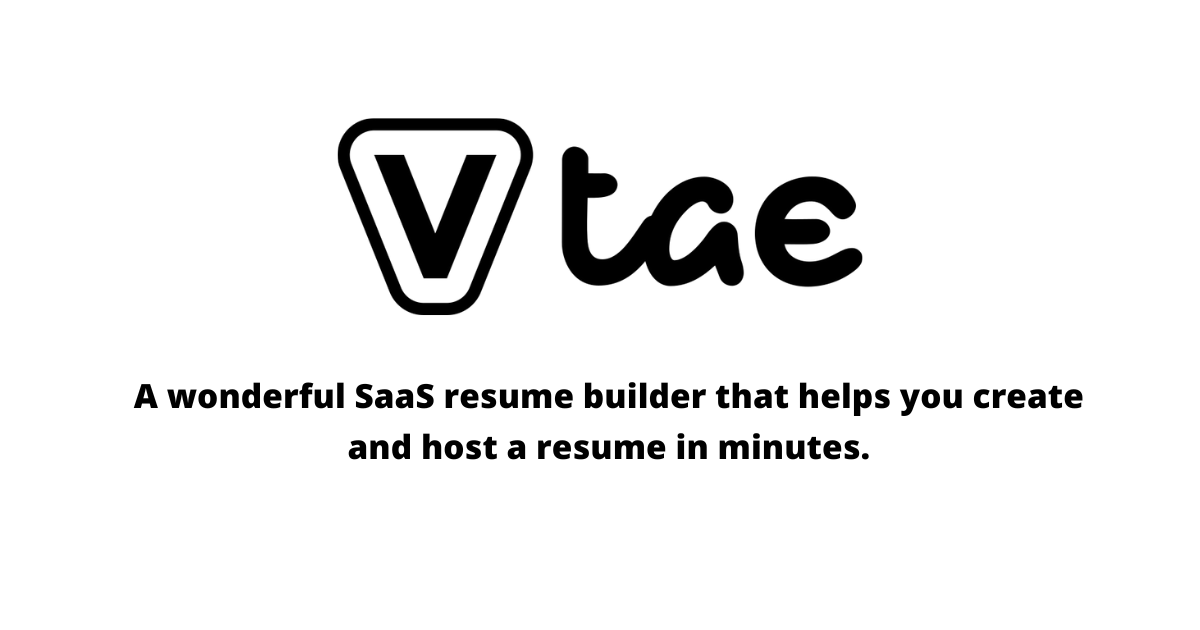 Vtae
A wonderful SaaS resume builder that helps you create
and host a resume in minutes.